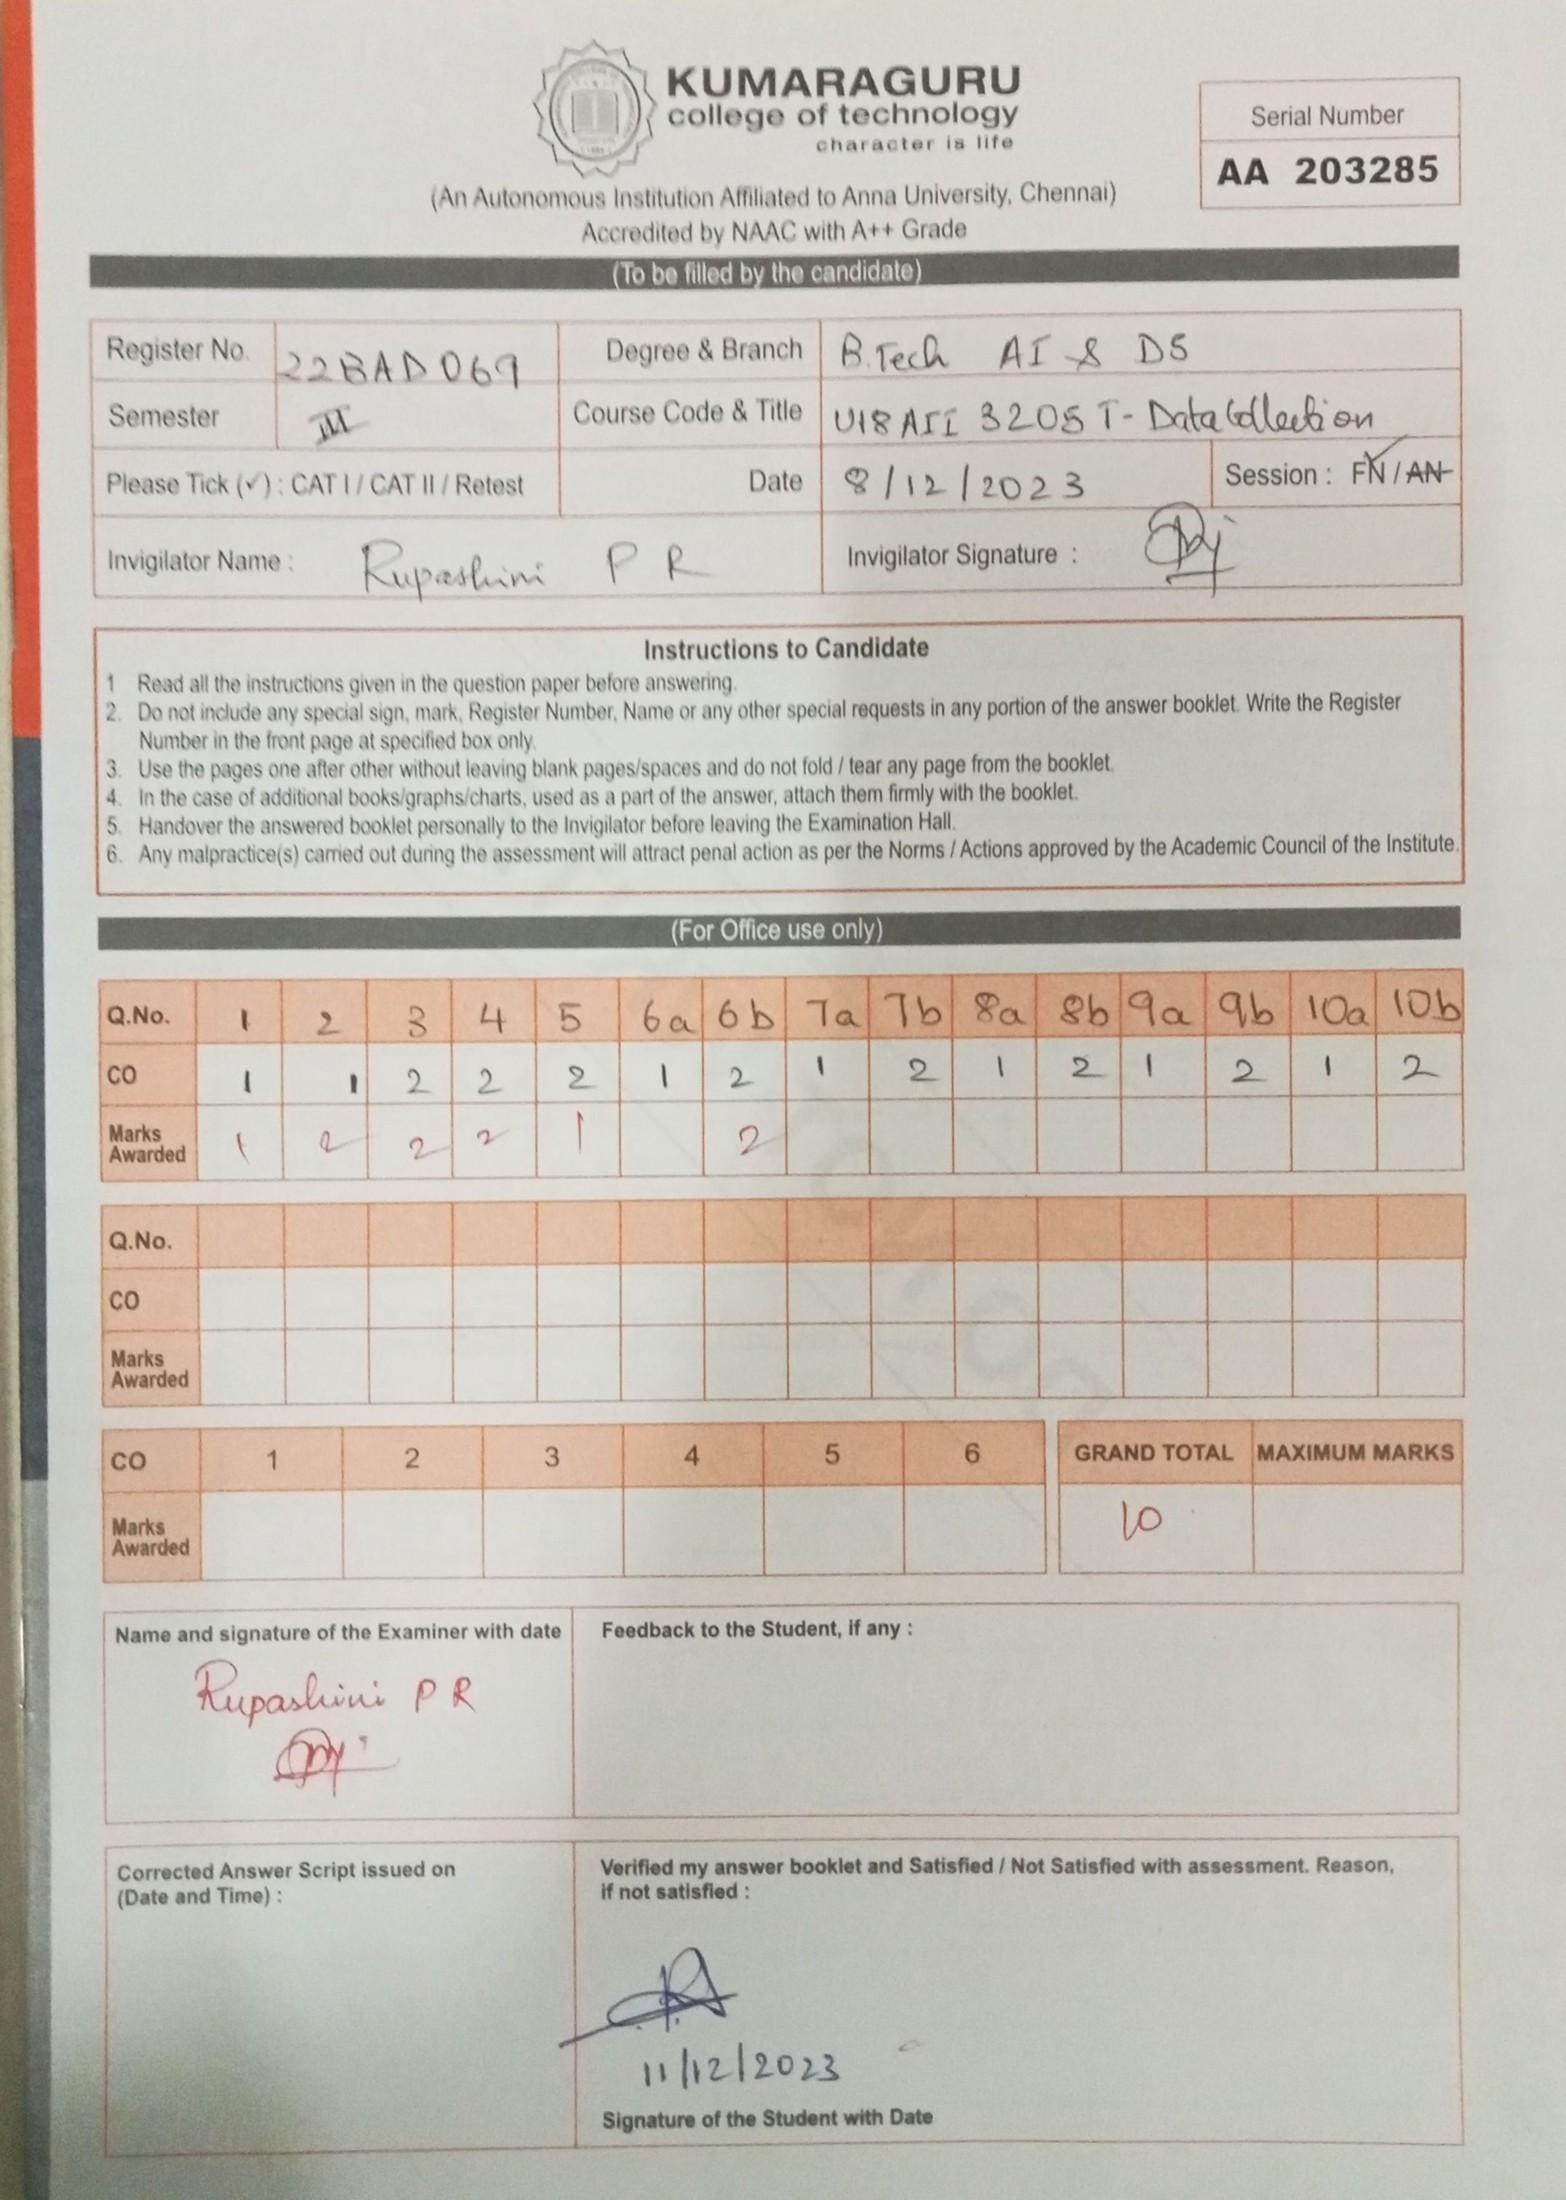 KUMARAGURU
college of technology
character is life
(An Autonomous Institution Affiliated to Anna University, Chennai)
Accredited by NAAC with A++ Grade
Serial Number
AA 203285
(To be filled by the candidate)
Register No. 22BAD069 Degree & Branch B.Tech AI & DS
Semester III Course Code & Title U18AII 3205 T - Data Collection
Please Tick (✓) : CAT I / CAT II / Retest Date 8/12/2023 Session : FN / AN
Invigilator Name : Rupashini P R Invigilator Signature :
Instructions to Candidate
1 Read all the instructions given in the question paper before answering.
2. Do not include any special sign, mark, Register Number, Name or any other special requests in any portion of the answer booklet. Write the Register
Number in the front page at specified box only.
3. Use the pages one after other without leaving blank pages/spaces and do not fold / tear any page from the booklet.
4. In the case of additional books/graphs/charts, used as a part of the answer, attach them firmly with the booklet.
5. Handover the answered booklet personally to the Invigilator before leaving the Examination Hall.
6. Any malpractice(s) carried out during the assessment will attract penal action as per the Norms / Actions approved by the Academic Council of the Institute.
(For Office use only)
Q.No. 1 2 3 4 5 6a 6b 7a 7b 8a 8b 9a 9b 10a 10b
CO 1 1 2 2 2 1 2 1 2 1 2 1 2 1 2
Marks
Awarded 1 2 2 2 1 2
Q.No.
CO
Marks
Awarded
CO 1 2 3 4 5 6 GRAND TOTAL MAXIMUM MARKS
Marks
Awarded 10
Name and signature of the Examiner with date
Rupashini P R
Feedback to the Student, if any :
Corrected Answer Script issued on
(Date and Time) :
Verified my answer booklet and Satisfied / Not Satisfied with assessment. Reason,
if not satisfied :
11/12/2023
Signature of the Student with Date